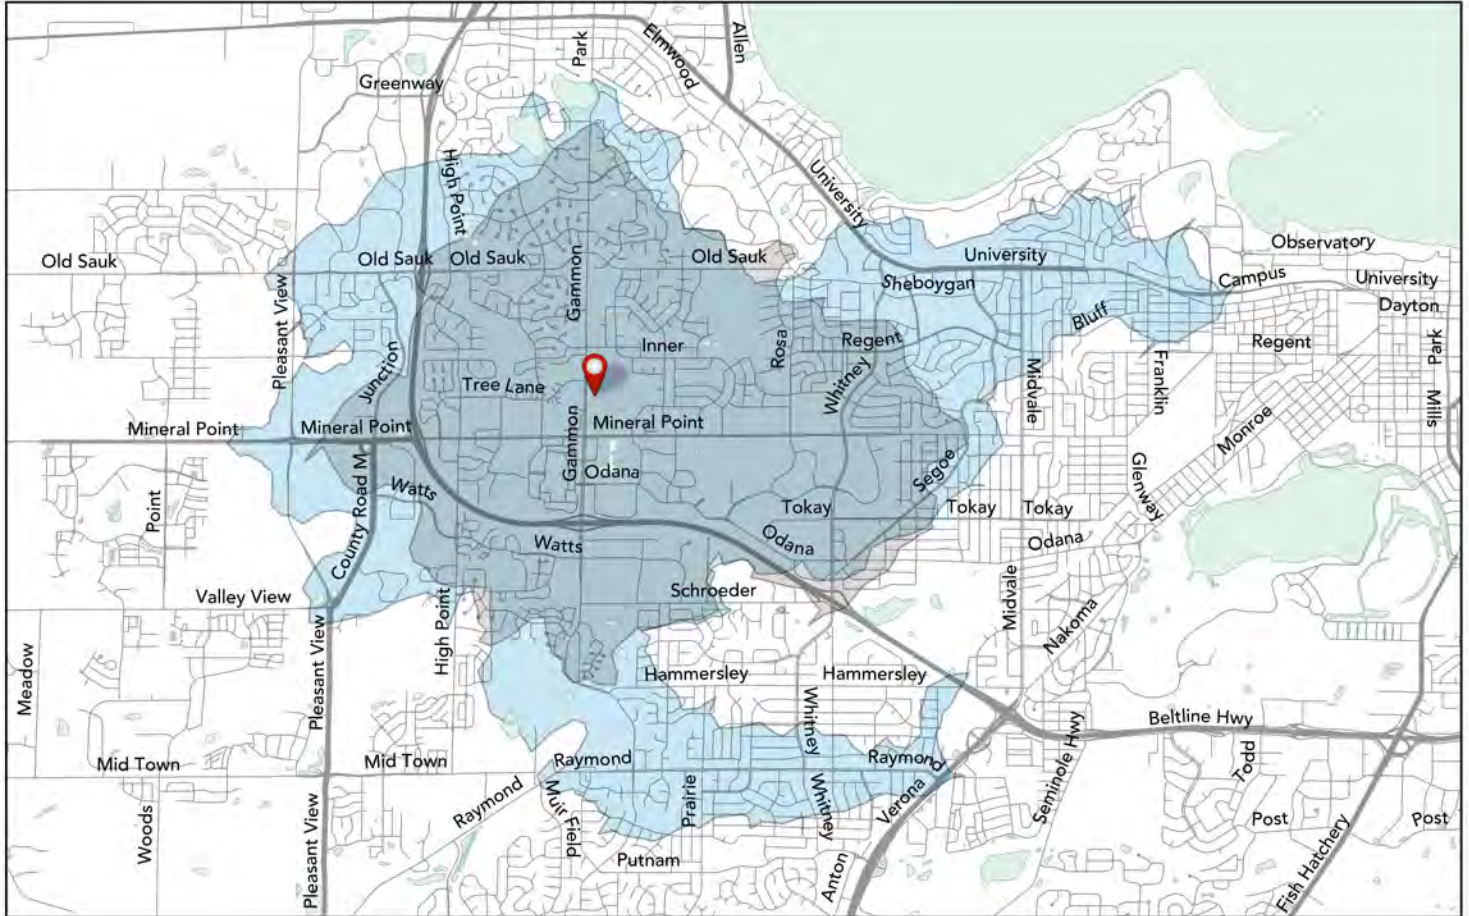 Park
Elmwood
Allen
Greenway
High Point
University
Old Sauk
Old Sauk
Old Sauk
Old Sauk
Observatory
University
Campus
University
Sheboygan
Dayton
Pleasant View
Gammon
Bluff
Regent
Regent
Park
Inner
Rosa
Junction
Tree Lane
Whitney
Midvale
Franklin
Mills
Mineral Point
Mineral Point
Gammon
Mineral Point
Monroe
Odana
Segoe
Glenway
Point
County Road M
Watts
Tokay
Tokay
Tokay
Watts
Odana
Odana
Valley View
Schroeder
High Point
Midvale
Nakoma
Meadow
Pleasant View
Hammersley
Hammersley
Whitney
Beltline Hwy
Seminole Hwy
Todd
Mid Town
Mid Town
Raymond
Raymond
Raymond
Muir Field
Prairie
Whitney
Verona
Woods
Pleasant View
Post
Post
Putnam
Anton
Fish Hatchery